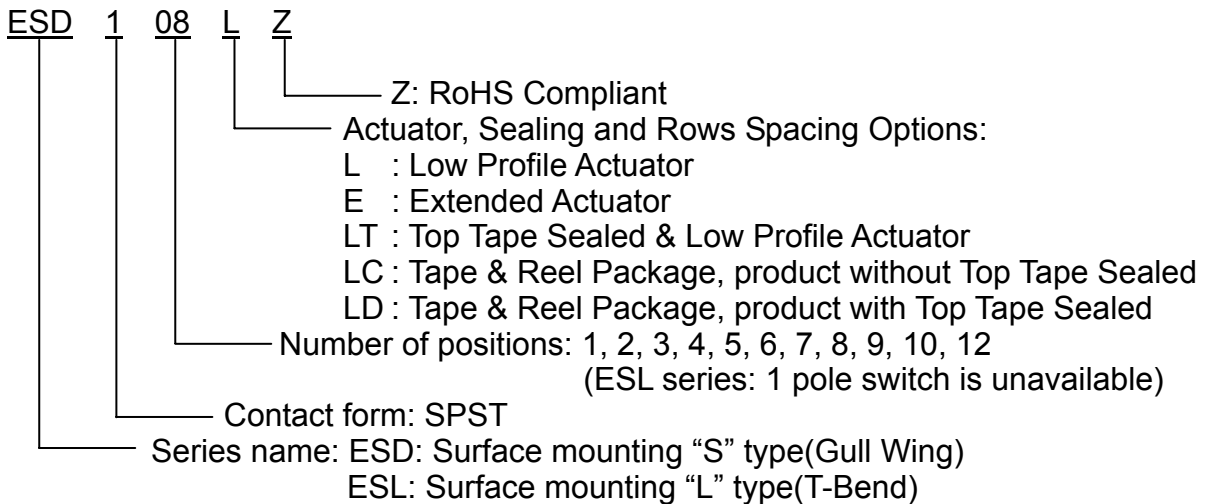 ESD 1 08 L Z
Z: RoHS Compliant
Actuator, Sealing and Rows Spacing Options:
L : Low Profile Actuator
E : Extended Actuator
LT : Top Tape Sealed & Low Profile Actuator
LC : Tape & Reel Package, product without Top Tape Sealed
LD : Tape & Reel Package, product with Top Tape Sealed
Number of positions: 1, 2, 3, 4, 5, 6, 7, 8, 9, 10, 12
(ESL series: 1 pole switch is unavailable)
Contact form: SPST
Series name: ESD: Surface mounting “S” type(Gull Wing)
ESL: Surface mounting “L” type(T-Bend)